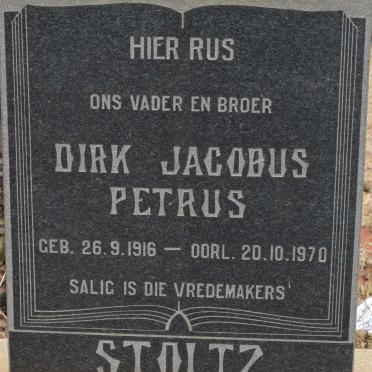 HIER RUS
ONS VADER EN BROER
DIRK JACOBUS
PETRUS
GEB. 26.9.1916 — OORL. 20.10.1970
SALIG IS DIE VREDEMAKERS
STOLTZ